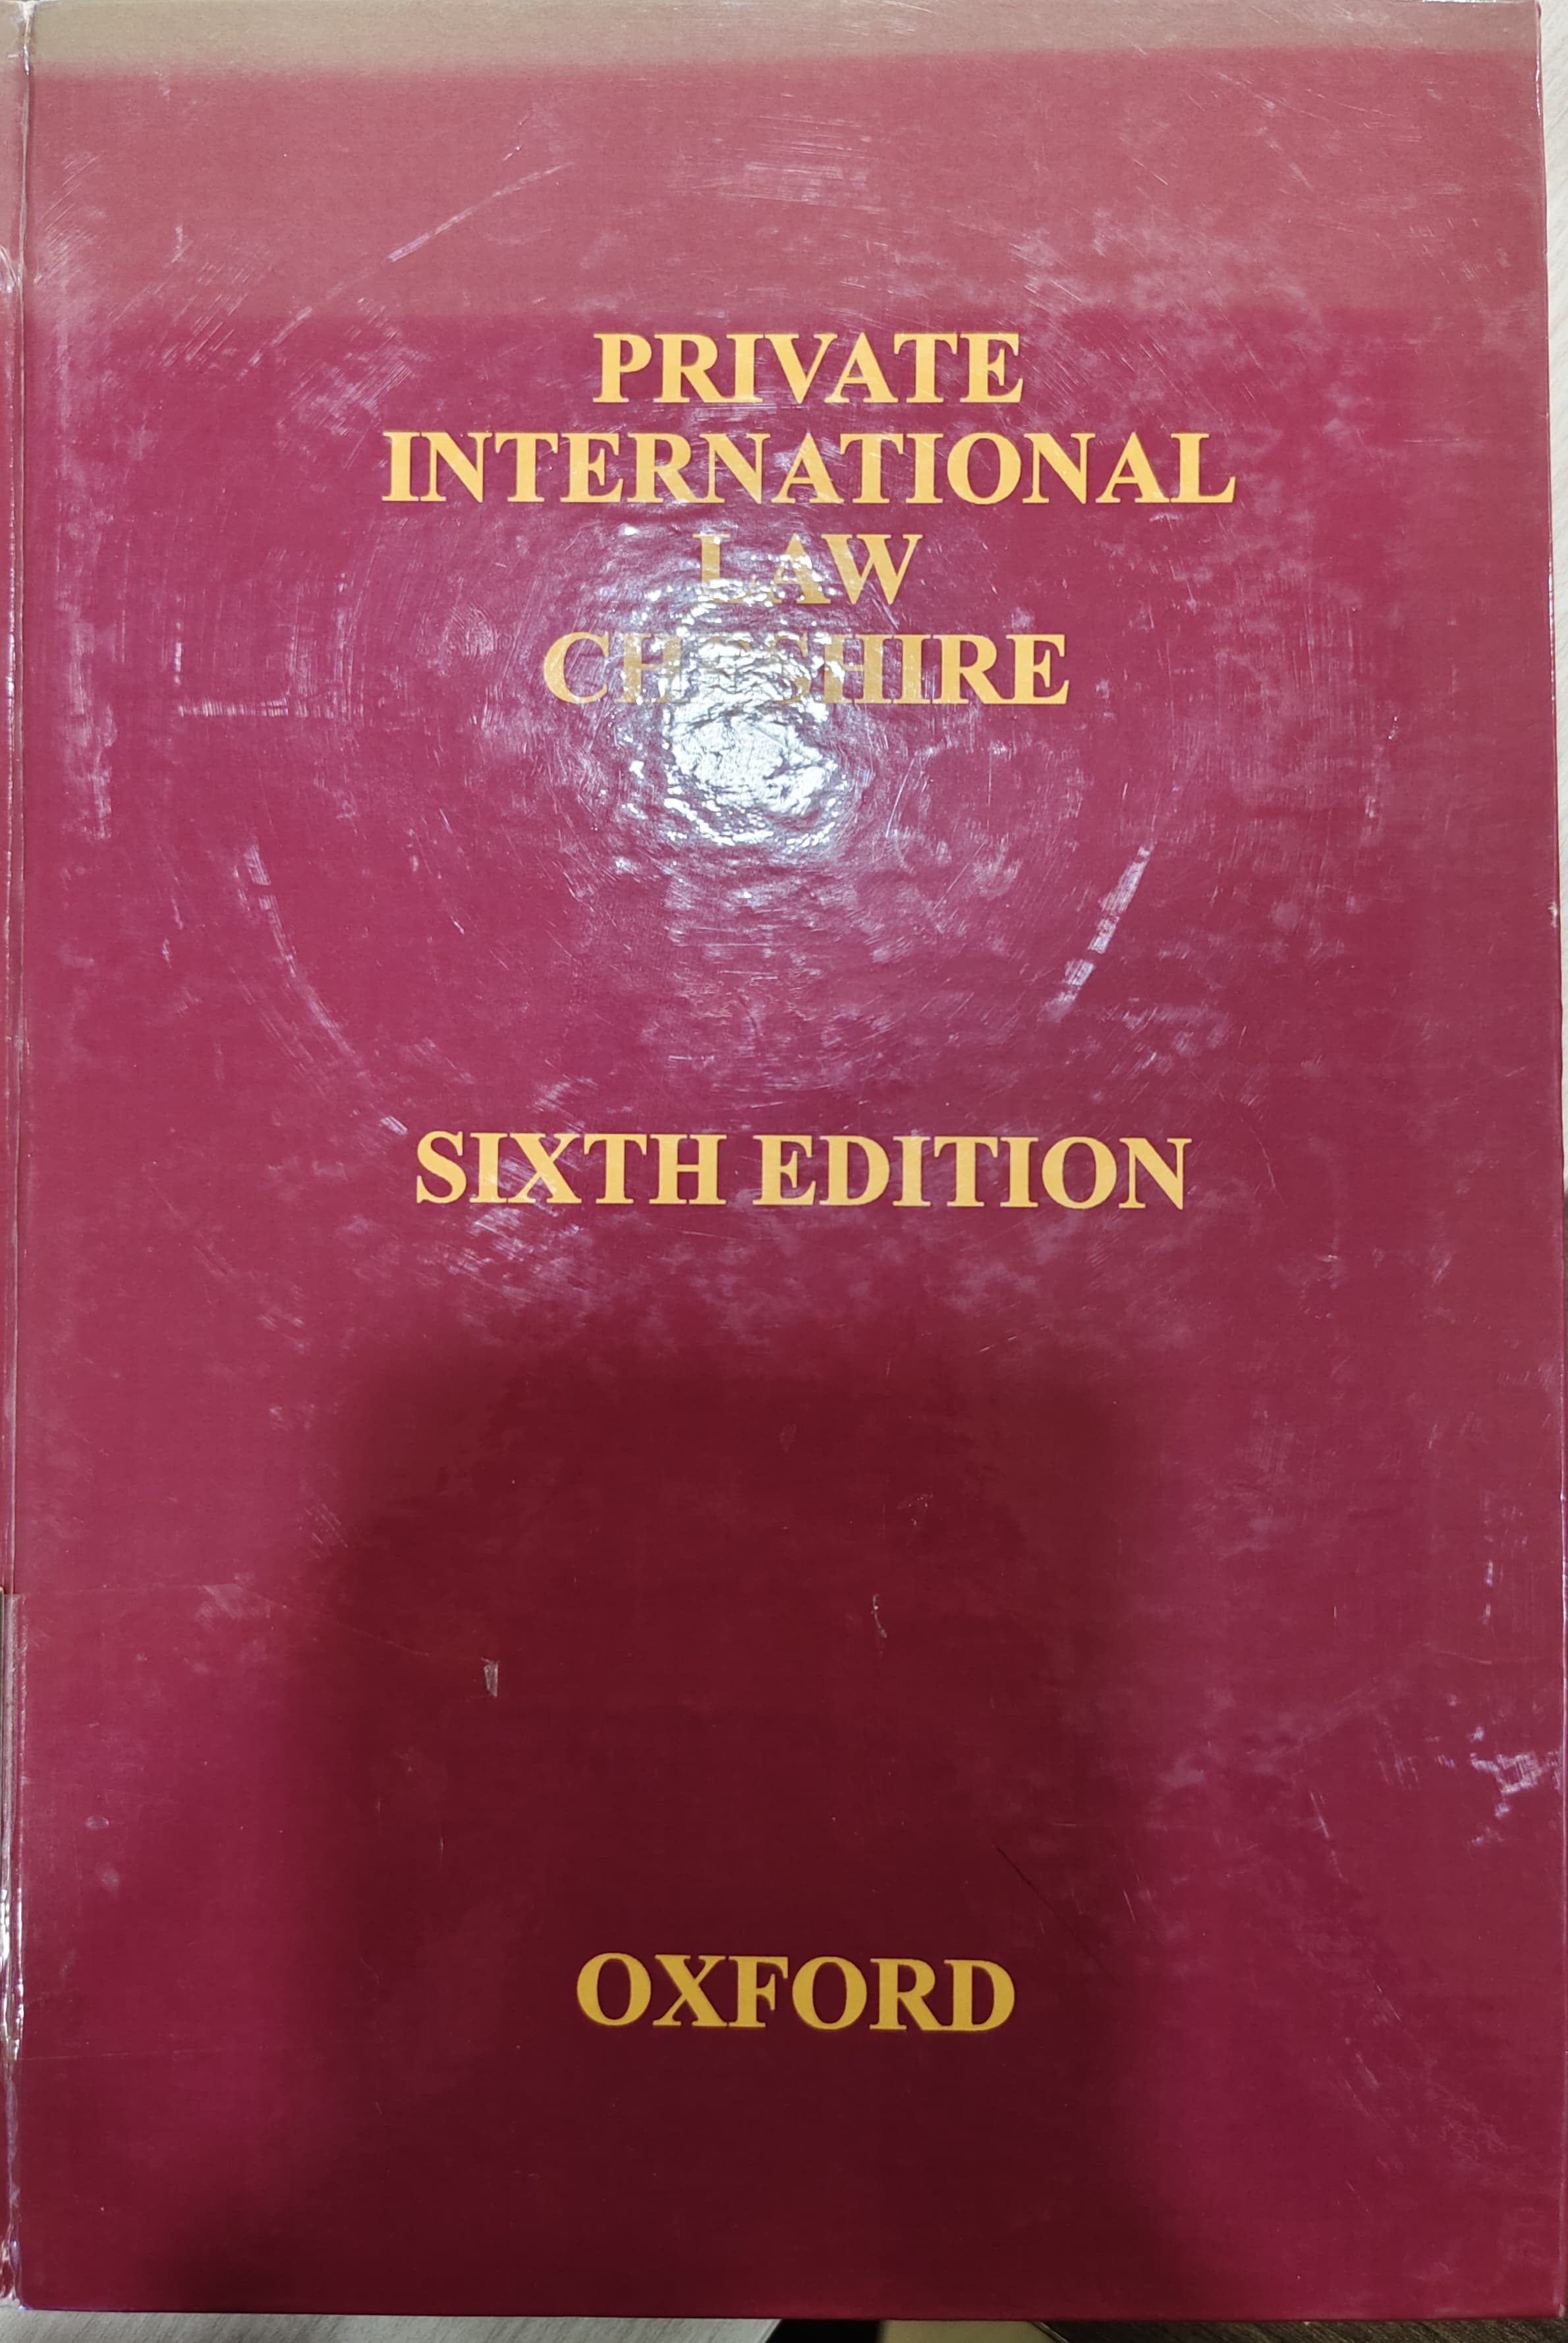 PRIVATE
INTERNATIONAL
LAW
CHESHIRE
SIXTH EDITION
OXFORD